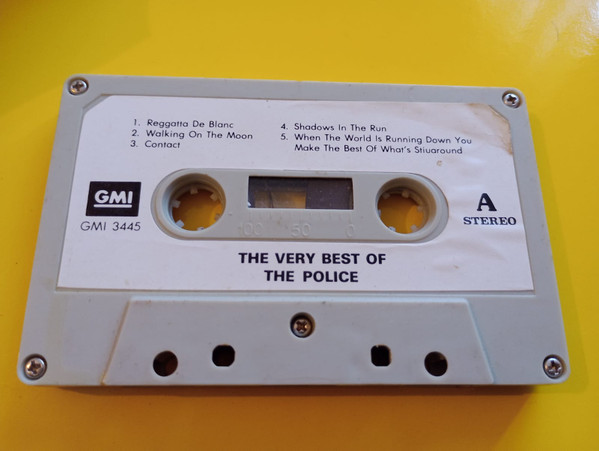 1. Reggatta De Blanc
2. Walking On The Moon
3. Contact
4. Shadows In The Run
5. When The World Is Running Down You
Make The Best Of What's Stiuaround
GMI
GMI 3445
100 50 0
A
STEREO
THE VERY BEST OF
THE POLICE